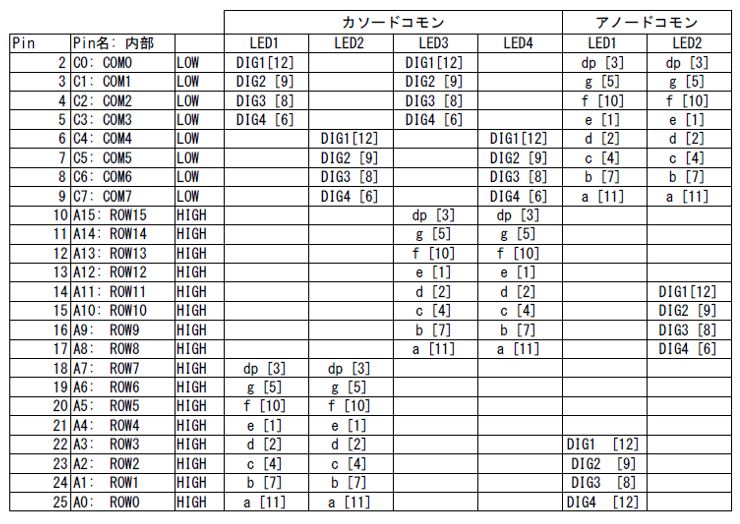 カソードコモン アノードコモン
Pin Pin名: 内部 LED1 LED2 LED3 LED4 LED1 LED2
2 C0: COM0 LOW DIG1[12] DIG1[12] dp [3] dp [3]
3 C1: COM1 LOW DIG2 [9] DIG2 [9] g [5] g [5]
4 C2: COM2 LOW DIG3 [8] DIG3 [8] f [10] f [10]
5 C3: COM3 LOW DIG4 [6] DIG4 [6] e [1] e [1]
6 C4: COM4 LOW DIG1[12] DIG1[12] d [2] d [2]
7 C5: COM5 LOW DIG2 [9] DIG2 [9] c [4] c [4]
8 C6: COM6 LOW DIG3 [8] DIG3 [8] b [7] b [7]
9 C7: COM7 LOW DIG4 [6] DIG4 [6] a [11] a [11]
10 A15: ROW15 HIGH dp [3] dp [3]
11 A14: ROW14 HIGH g [5] g [5]
12 A13: ROW13 HIGH f [10] f [10]
13 A12: ROW12 HIGH e [1] e [1]
14 A11: ROW11 HIGH d [2] d [2] DIG1[12]
15 A10: ROW10 HIGH c [4] c [4] DIG2 [9]
16 A9: ROW9 HIGH b [7] b [7] DIG3 [8]
17 A8: ROW8 HIGH a [11] a [11] DIG4 [6]
18 A7: ROW7 HIGH dp [3] dp [3]
19 A6: ROW6 HIGH g [5] g [5]
20 A5: ROW5 HIGH f [10] f [10]
21 A4: ROW4 HIGH e [1] e [1]
22 A3: ROW3 HIGH d [2] d [2] DIG1 [12]
23 A2: ROW2 HIGH c [4] c [4] DIG2 [9]
24 A1: ROW1 HIGH b [7] b [7] DIG3 [8]
25 A0: ROW0 HIGH a [11] a [11] DIG4 [12]